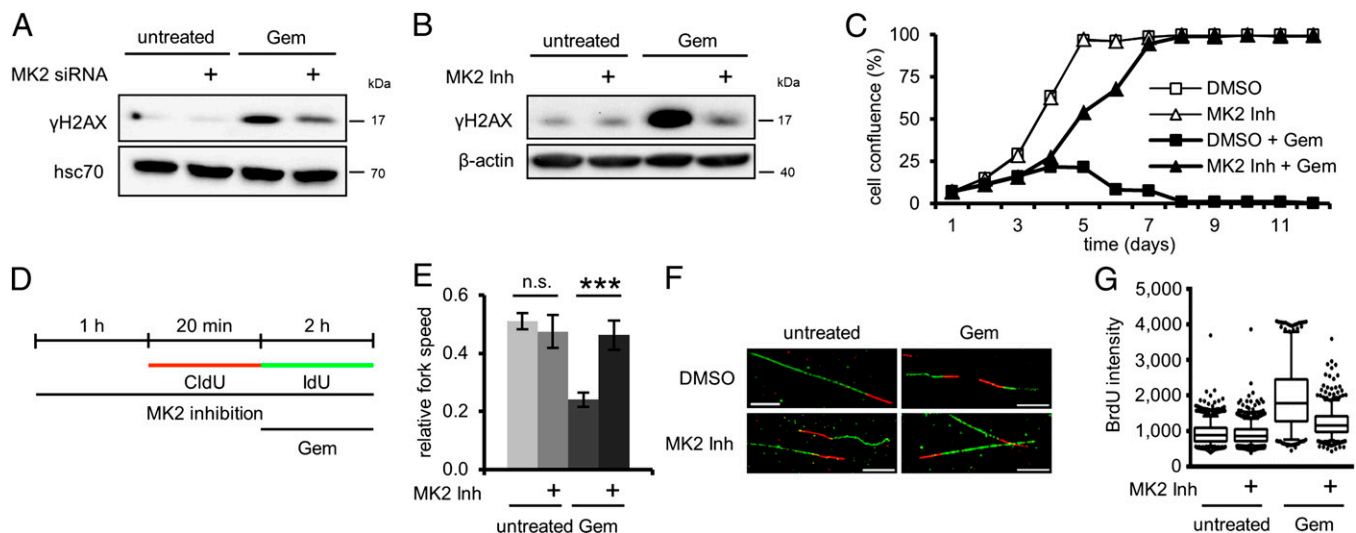 A
untreated Gem
MK2 siRNA + +
kDa
γH2AX 17
hsc70 70
B
untreated Gem
MK2 Inh + +
kDa
γH2AX 17
β-actin
40
C
cell confluence (%)
100
75
50
25
0
1 3 5 7 9 11
time (days)
DMSO
MK2 Inh
DMSO + Gem
MK2 Inh + Gem
D
1 h 20 min 2 h
CldU IdU
MK2 inhibition
Gem
E
relative fork speed
0.6
0.4
0.2
0.0
n.s. ***
MK2 Inh + +
untreated Gem
F
untreated Gem
DMSO
MK2 Inh
G
BrdU intensity
5,000
4,000
3,000
2,000
1,000
0
MK2 Inh + +
untreated Gem